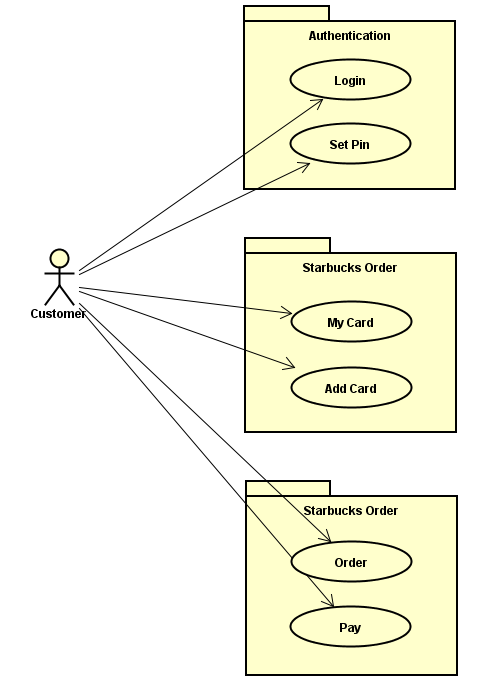 Authentication
Login
Set Pin
Customer
Starbucks Order
My Card
Add Card
Starbucks Order
Order
Pay